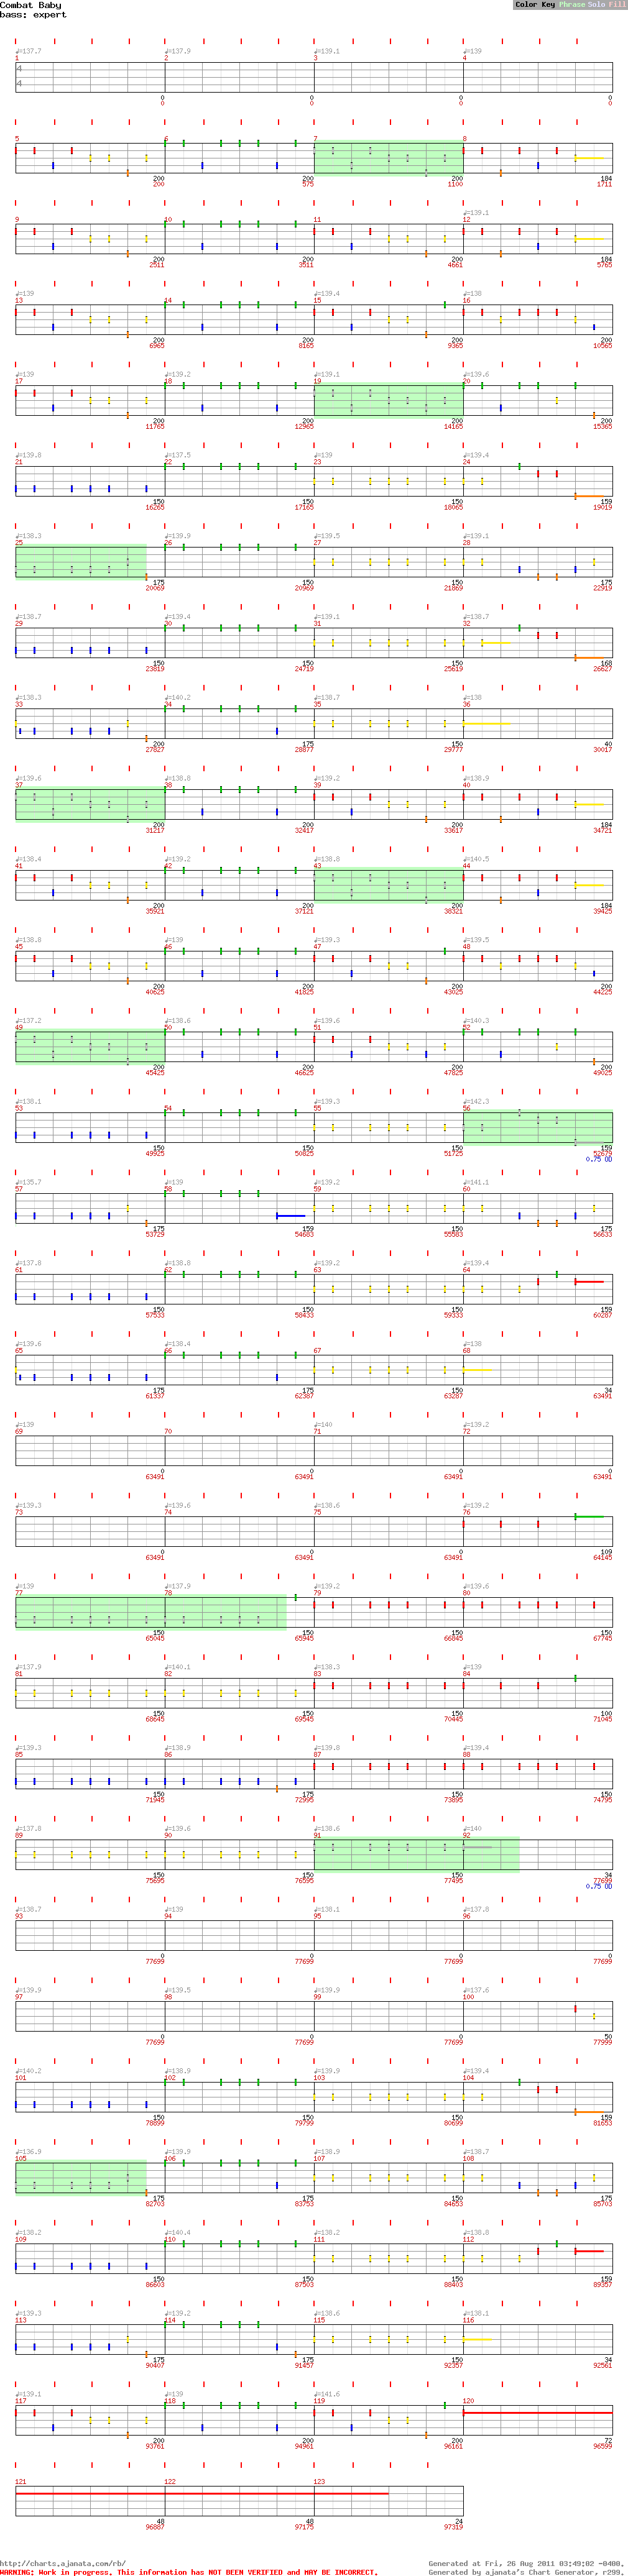 Combat Baby Color Key Phrase Solo Fill
bass: expert
♩=137.7 ♩=137.9 ♩=139.1 ♩=139
1 2 3 4
4
4
0 0 0 0
0 0 0 0
5 6 7 8
200 200 1100 184
200 575 1711
♩=139.1
9 10 11 12
200 200 200 184
2511 3511 4661 5765
♩=139 ♩=139.4 ♩=138
13 14 15 16
200 200 200 200
6965 8165 9365 10565
♩=139 ♩=139.2 ♩=139.1 ♩=139.6
17 18 19 20
200 200 200 200
11765 12965 14165 15365
♩=139.8 ♩=137.5 ♩=139 ♩=139.4
21 22 23 24
150 150 150 159
16265 17165 18065 19019
♩=138.3 ♩=139.9 ♩=139.5 ♩=139.1
25 26 27 28
175 150 150 175
20069 20969 21869 22919
♩=138.7 ♩=139.4 ♩=139.1 ♩=138.7
29 30 31 32
150 150 150 168
23819 24719 25619 26627
♩=138.3 ♩=140.2 ♩=138.7 ♩=138
33 34 35 36
200 175 150 40
27827 28877 29777 30017
♩=139.6 ♩=138.8 ♩=139.2 ♩=138.9
37 38 39 40
200 200 200 184
31217 32417 33617 34721
♩=138.4 ♩=139.2 ♩=138.8 ♩=140.5
41 42 43 44
200 200 200 184
35921 37121 38321 39425
♩=138.8 ♩=139 ♩=139.3 ♩=139.5
45 46 47 48
200 200 200 200
40625 41825 43025 44225
♩=137.2 ♩=138.6 ♩=139.6 ♩=140.3
49 50 51 52
200 200 200 200
45425 46625 47825 49025
♩=138.1 ♩=139.3 ♩=142.3
53 54 55 56
150 150 150 159
49925 50825 51725 52679
0.75 OD
♩=135.7 ♩=139 ♩=139.2 ♩=141.1
57 58 59 60
175 159 150 175
53729 54683 55583 56633
♩=137.8 ♩=138.8 ♩=139.2 ♩=139.4
61 62 63 64
150 150 150 159
57533 58433 59333 60287
♩=139.6 ♩=138.4 ♩=138
65 66 67 68
175 175 150 34
61337 62387 63287 63491
♩=139 ♩=140 ♩=139.2
69 70 71 72
0 0 0 0
63491 63491 63491 63491
♩=139.3 ♩=139.6 ♩=138.6 ♩=139.2
73 74 75 76
0 0 0 109
63491 63491 63491 64145
♩=139 ♩=137.9 ♩=139.2 ♩=139.6
77 78 79 80
150 150 150 150
65045 65945 66845 67745
♩=137.9 ♩=140.1 ♩=138.3 ♩=139
81 82 83 84
150 150 150 100
68645 69545 70445 71045
♩=139.3 ♩=138.9 ♩=139.8 ♩=139.4
85 86 87 88
150 175 150 150
71945 72995 73895 74795
♩=137.8 ♩=139.6 ♩=138.6 ♩=140
89 90 91 92
150 150 150 34
75695 76595 77495 77699
0.75 OD
♩=138.7 ♩=139 ♩=138.1 ♩=137.8
93 94 95 96
0 0 0 0
77699 77699 77699 77699
♩=139.9 ♩=139.5 ♩=139.9 ♩=137.6
97 98 99 100
0 0 0 50
77699 77699 77699 77999
♩=140.2 ♩=138.9 ♩=139.9 ♩=139.4
101 102 103 104
150 150 150 159
78899 79799 80699 81653
♩=136.9 ♩=139.9 ♩=138.9 ♩=138.7
105 106 107 108
175 175 150 175
82703 83753 84653 85703
♩=138.2 ♩=140.4 ♩=138.2 ♩=138.8
109 110 111 112
150 150 150 159
86603 87503 88403 89357
♩=139.3 ♩=139.2 ♩=138.6 ♩=138.1
113 114 115 116
175 175 150 34
90407 91457 92357 92561
♩=139.1 ♩=139 ♩=141.6
117 118 119 120
200 200 200 72
93761 94961 96161 96599
121 122 123
48 48 24
96887 97175 97319
http://charts.ajanata.com/rb/ Generated at Fri, 26 Aug 2011 03:49:02 -0400.
WARNING: Work in progress. This information has NOT BEEN VERIFIED and MAY BE INCORRECT. Generated by ajanata's Chart Generator, r299.